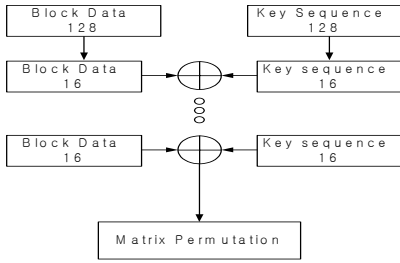 Block Data
128
Key Sequence
128
Block Data
16
Key sequence
16
Block Data
16
Key sequence
16
Matrix Permutation